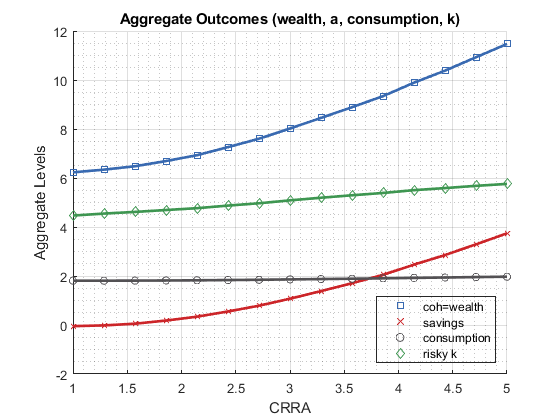 Aggregate Outcomes (wealth, a, consumption, k)
12
10
8
6
4
2
0
-2
Aggregate Levels
1
1.5
2
2.5
3
3.5
4
4.5
5
CRRA
coh=wealth
savings
consumption
risky k